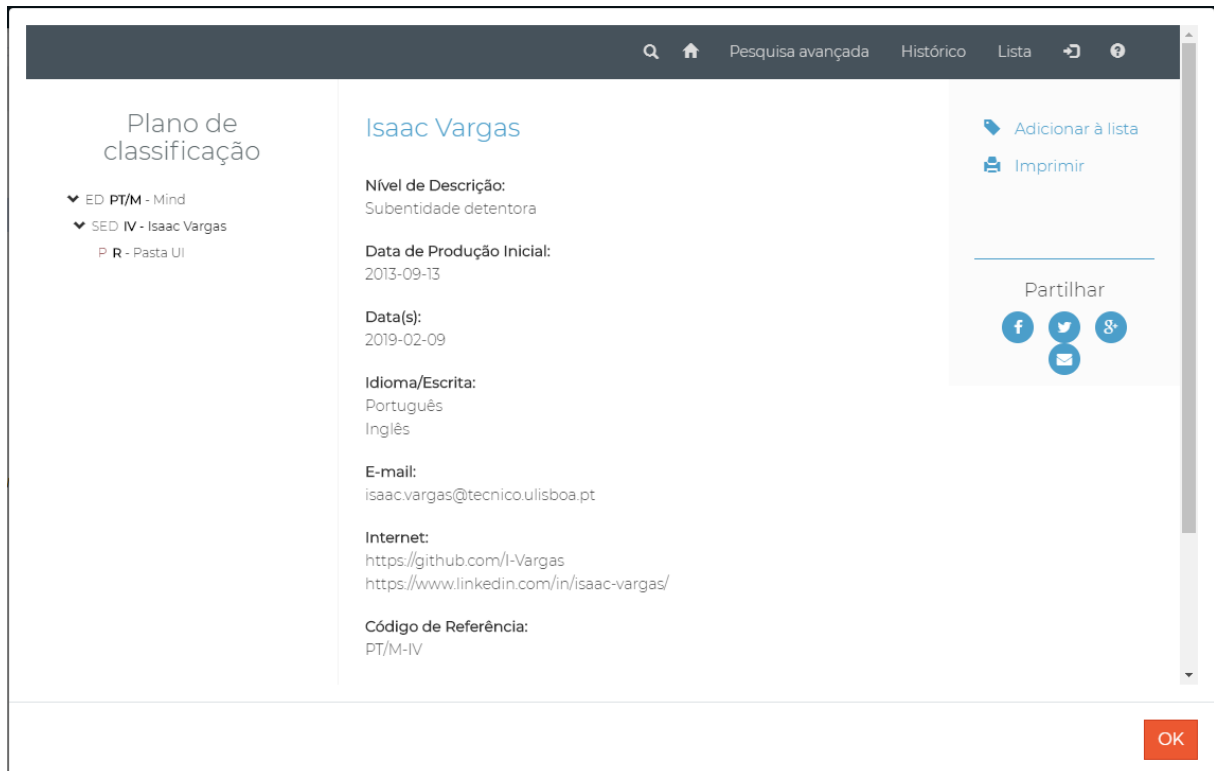 Pesquisa avançada Histórico Lista
Plano de
classificação
ED PT/M - Mind
SED IV - Isaac Vargas
P R - Pasta UI
Isaac Vargas
Nível de Descrição:
Subentidade detentora
Data de Produção Inicial:
2013-09-13
Data(s):
2019-02-09
Idioma/Escrita:
Português
Inglês
E-mail:
isaac.vargas@tecnico.ulisboa.pt
Internet:
https://github.com/I-Vargas
https://www.linkedin.com/in/isaac-vargas/
Código de Referência:
PT/M-IV
Adicionar à lista
Imprimir
Partilhar
OK